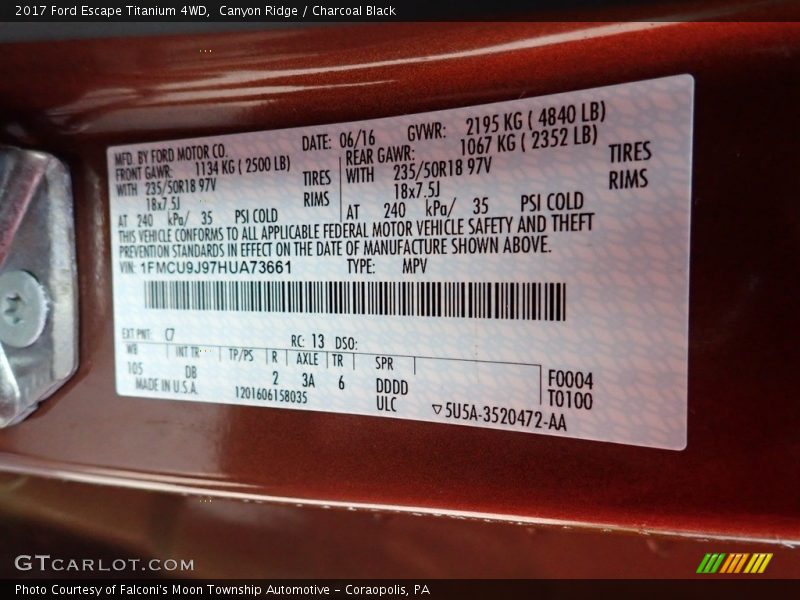 2017 Ford Escape Titanium 4WD,  Canyon Ridge / Charcoal Black
MFD. BY FORD MOTOR CO.
DATE: 06/16
GVWR: 2195 KG ( 4840 LB)
FRONT GAWR: 1134 KG ( 2500 LB)
REAR GAWR: 1067 KG ( 2352 LB)
WITH 235/50R18 97V TIRES
WITH 235/50R18 97V TIRES
18x7.5J RIMS
18x7.5J RIMS
AT 240 kPa/ 35 PSI COLD
AT 240 kPa/ 35 PSI COLD
THIS VEHICLE CONFORMS TO ALL APPLICABLE FEDERAL MOTOR VEHICLE SAFETY AND THEFT
PREVENTION STANDARDS IN EFFECT ON THE DATE OF MANUFACTURE SHOWN ABOVE.
VIN: 1FMCU9J97HUA73661 TYPE: MPV
EXT PNT: C7 RC: 13 DSO:
WB INT TR TP/PS R AXLE TR SPR
105 DB 2 3A 6 DDDD
F0004
T0100
MADE IN U.S.A. 1201606158035 ULC
▽5U5A-3520472-AA
GTCARLOT.COM
Photo Courtesy of Falconi's Moon Township Automotive – Coraopolis, PA